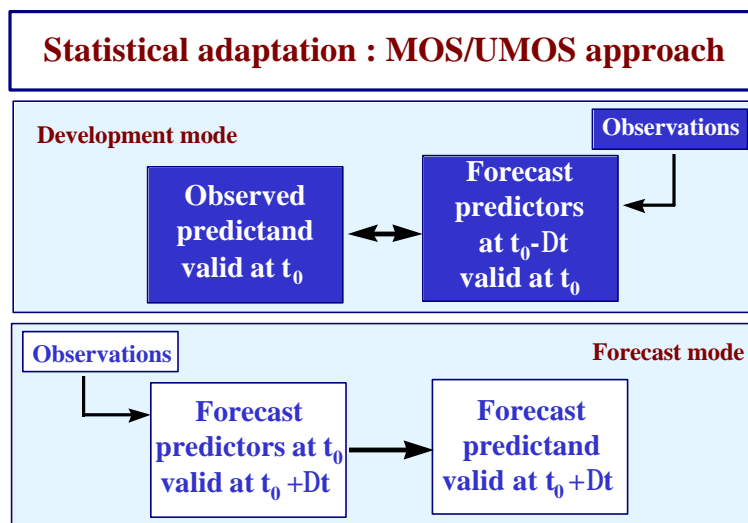 Statistical adaptation : MOS/UMOS approach
Development mode
Observations
Observed
predictand
valid at t₀
Forecast
predictors
at t₀-Dt
valid at t₀
Observations
Forecast mode
Forecast
predictors at t₀
valid at t₀ +Dt
Forecast
predictand
valid at t₀ +Dt